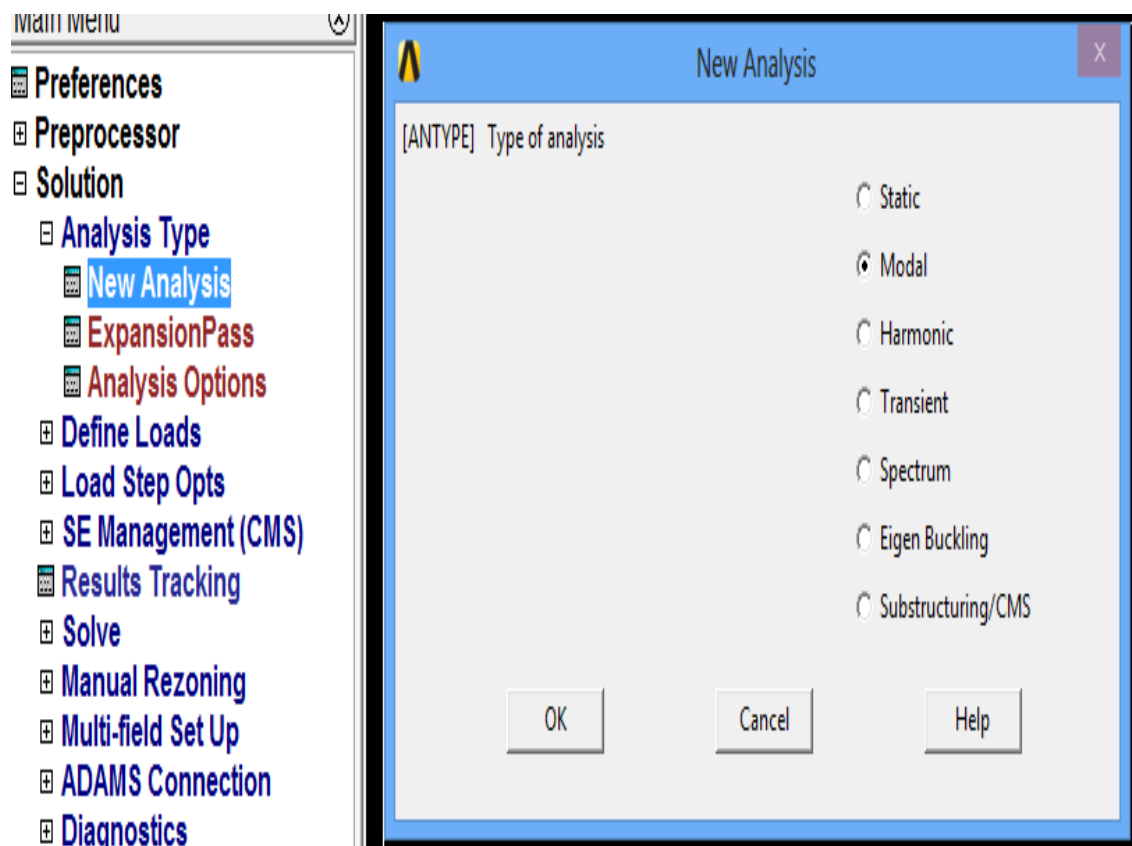 Main Menu
Preferences
Preprocessor
Solution
Analysis Type
New Analysis
ExpansionPass
Analysis Options
Define Loads
Load Step Opts
SE Management (CMS)
Results Tracking
Solve
Manual Rezoning
Multi-field Set Up
ADAMS Connection
Diagnostics
New Analysis
X
[ANTYPE] Type of analysis
Static
Modal
Harmonic
Transient
Spectrum
Eigen Buckling
Substructuring/CMS
OK
Cancel
Help